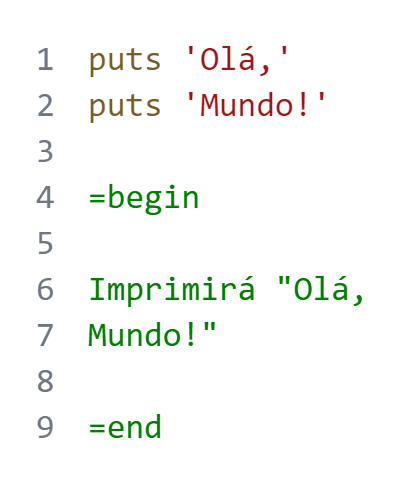 1 puts 'Olá,'
2 puts 'Mundo!'
3
4 =begin
5
6 Imprimirá "Olá,
7 Mundo!"
8
9 =end